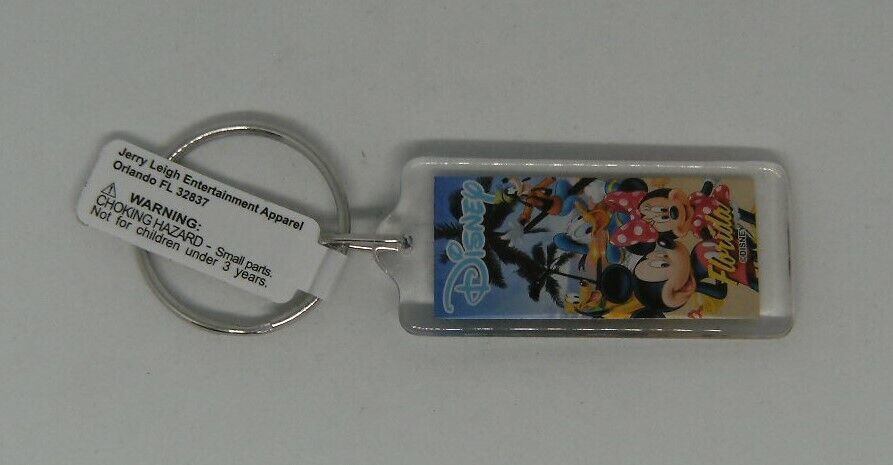 Jerry Leigh Entertainment Apparel
Orlando FL 32837
WARNING:
CHOKING HAZARD - Small parts.
Not for children under 3 years.
DISNEY
Florida
©DISNEY